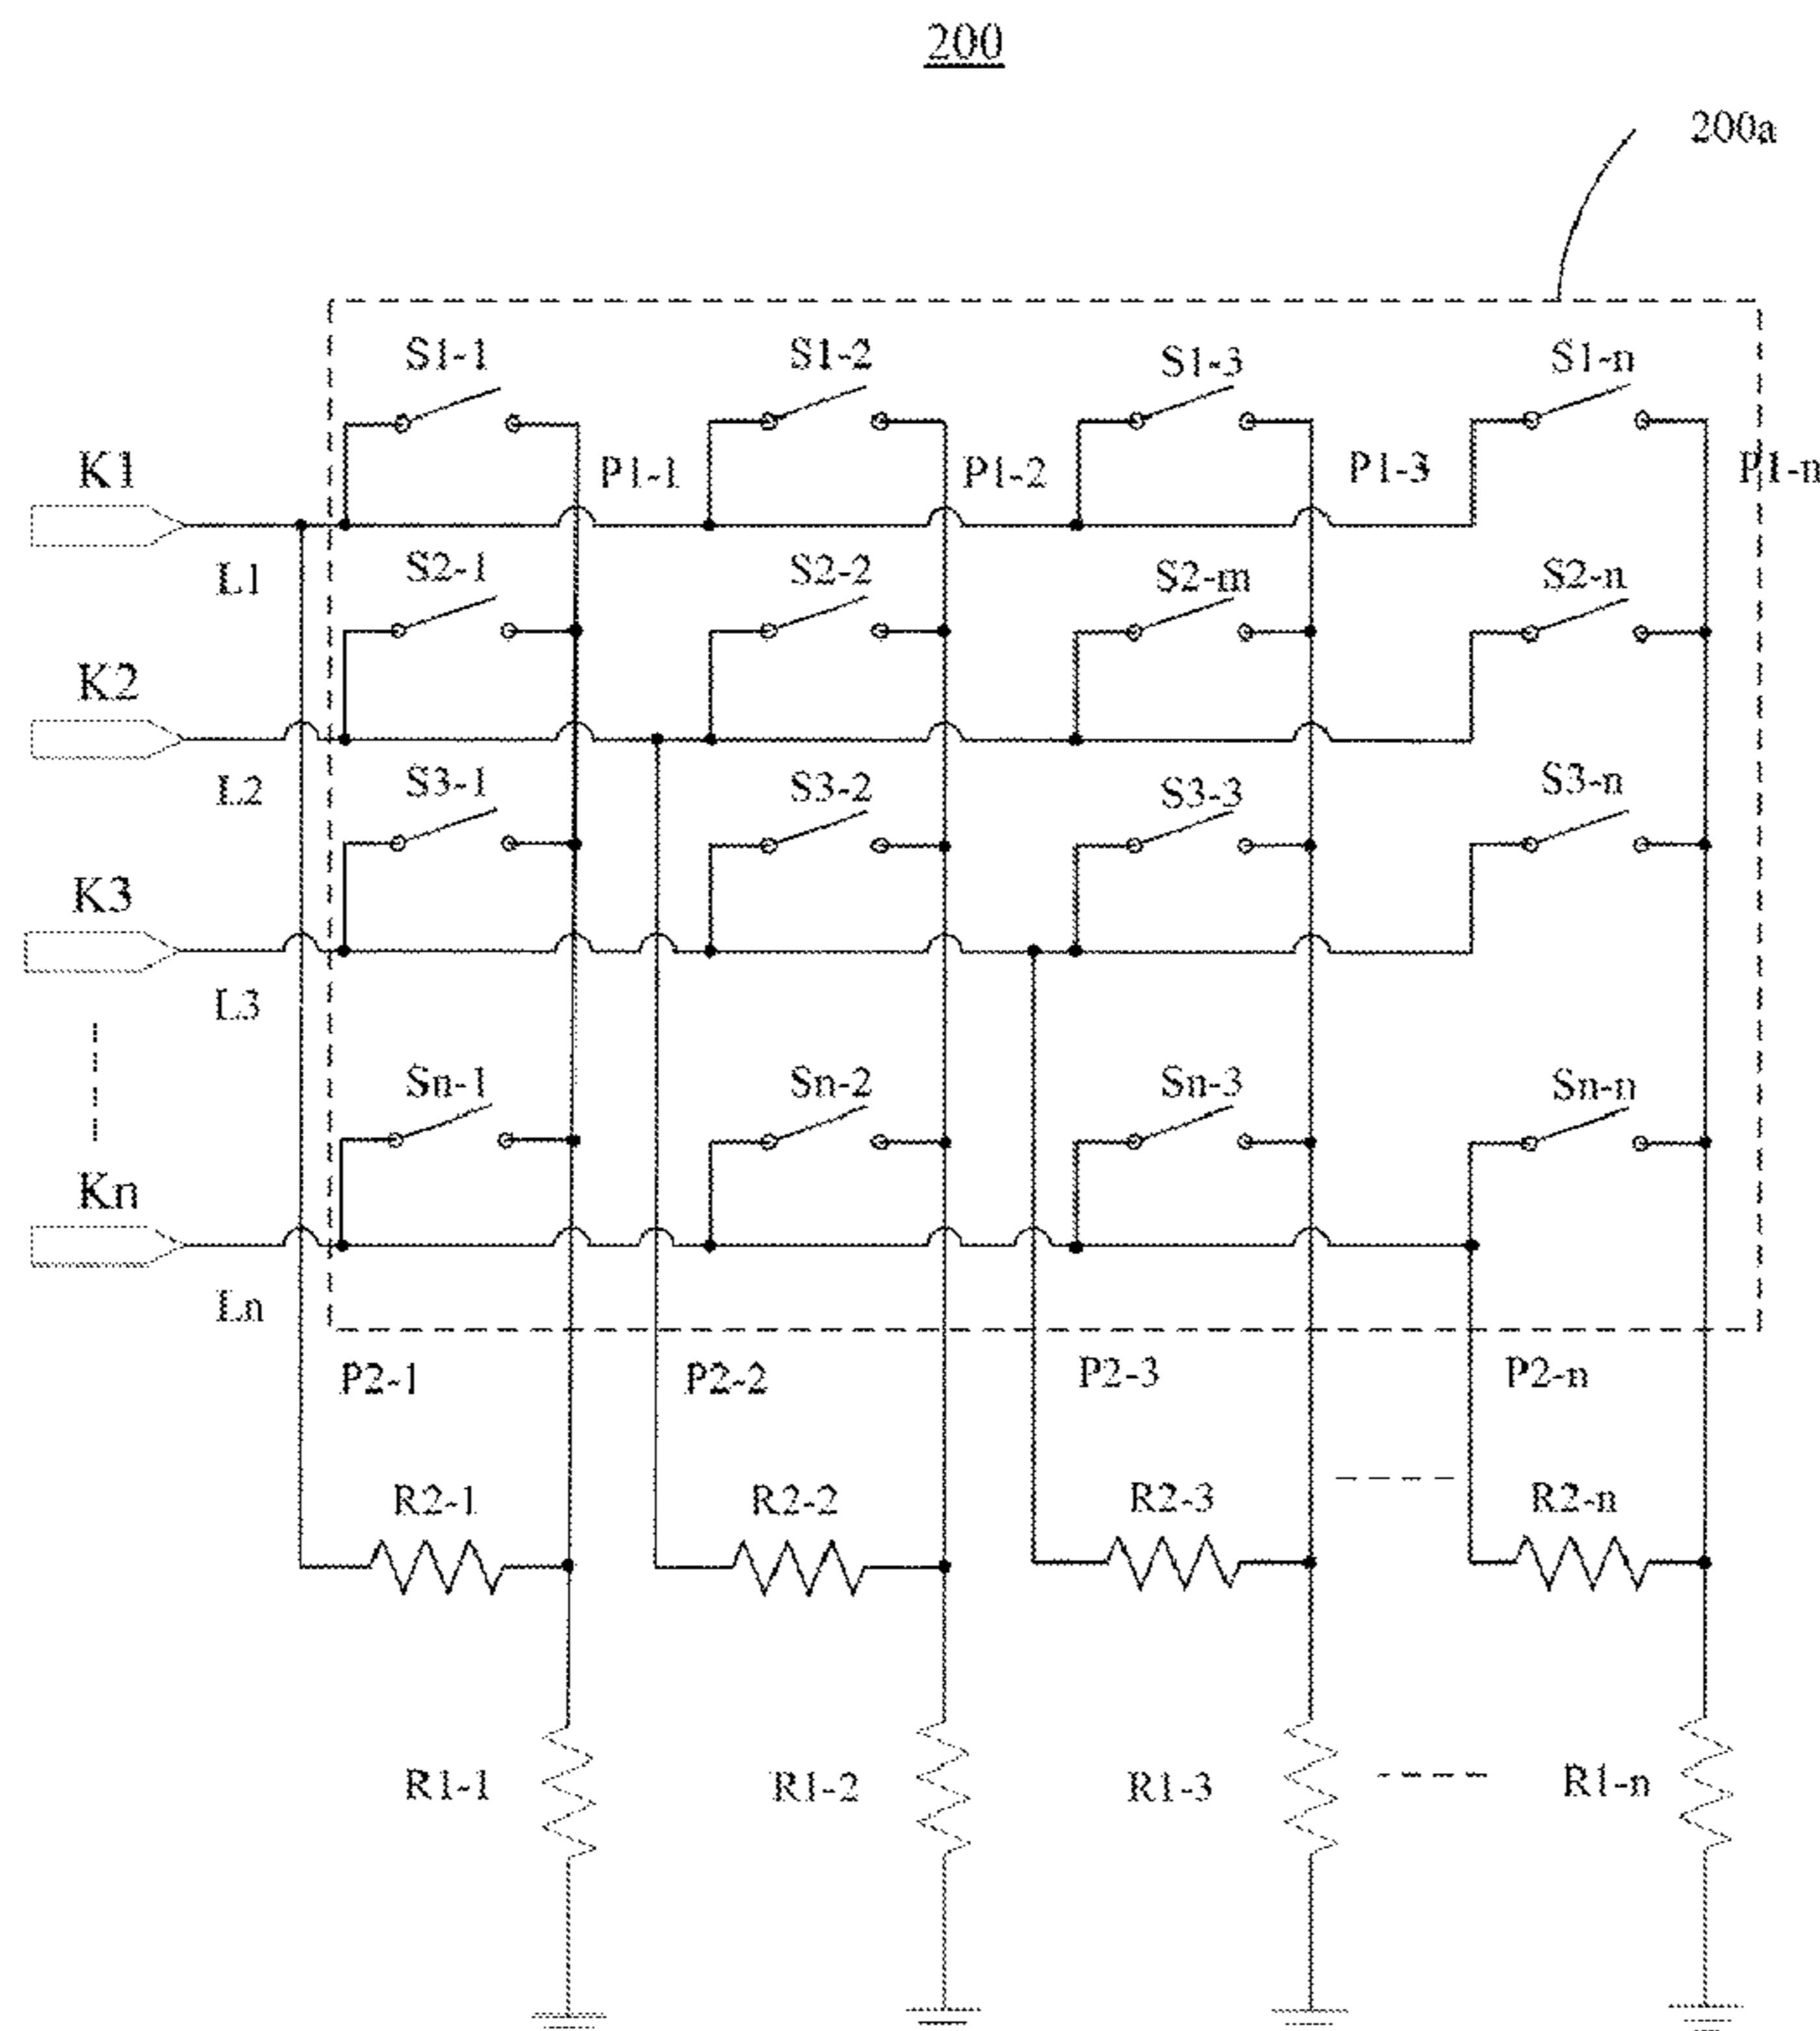 200
200a
S1-1 S1-2 S1-3 S1-n
K1 P1-1 P1-2 P1-3 P1-n
L1 S2-1 S2-2 S2-m S2-n
K2
L2 S3-1 S3-2 S3-3 S3-n
K3
L3
Sn-1 Sn-2 Sn-3 Sn-n
Kn
Ln
P2-1 P2-2 P2-3 P2-n
R2-1 R2-2 R2-3 R2-n
R1-1 R1-2 R1-3 R1-n